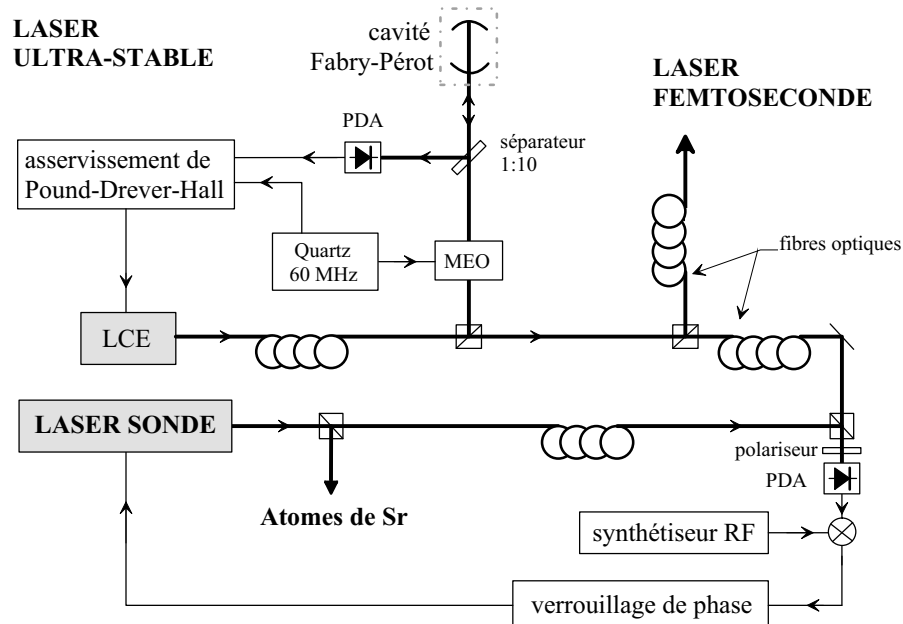 LASER
ULTRA-STABLE
cavité
Fabry-Pérot
LASER
FEMTOSECONDE
PDA
séparateur
1:10
asservissement de
Pound-Drever-Hall
Quartz
60 MHz
MEO
fibres optiques
LCE
LASER SONDE
polariseur
PDA
Atomes de Sr
synthétiseur RF
verrouillage de phase